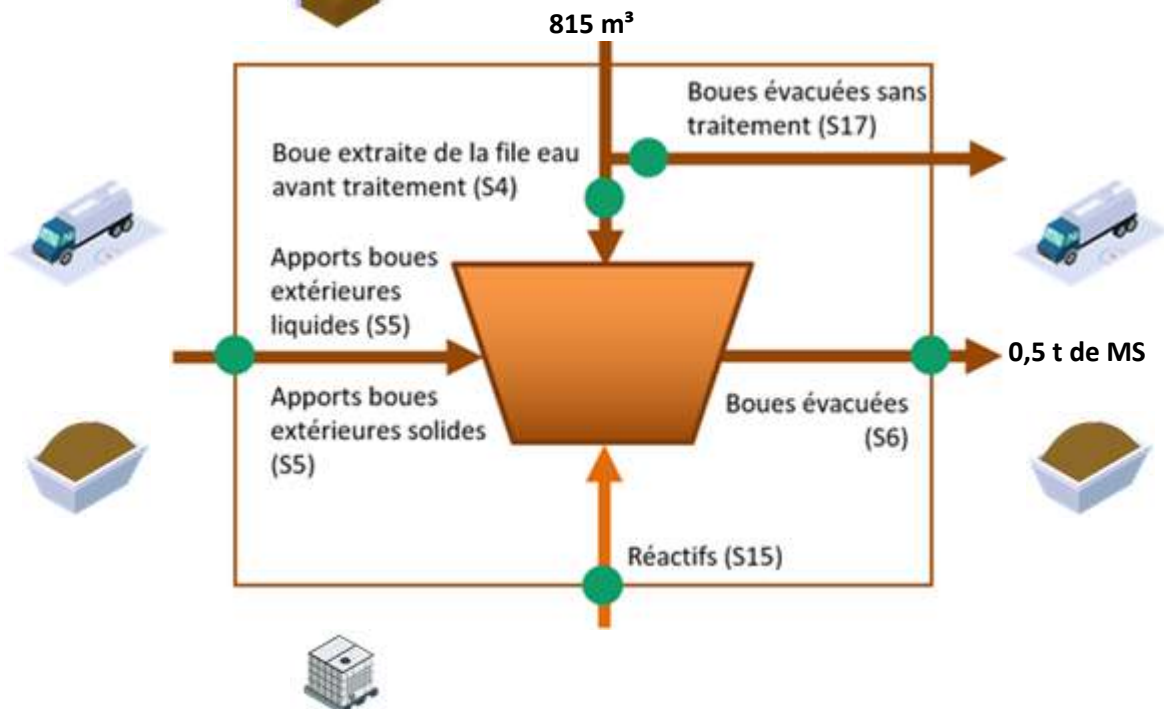 815 m³
Boues évacuées sans
traitement (S17)
Boue extraite de la file eau
avant traitement (S4)
Apports boues
extérieures
liquides (S5)
0,5 t de MS
Apports boues
extérieures solides
(S5)
Boues évacuées
(S6)
Réactifs (S15)